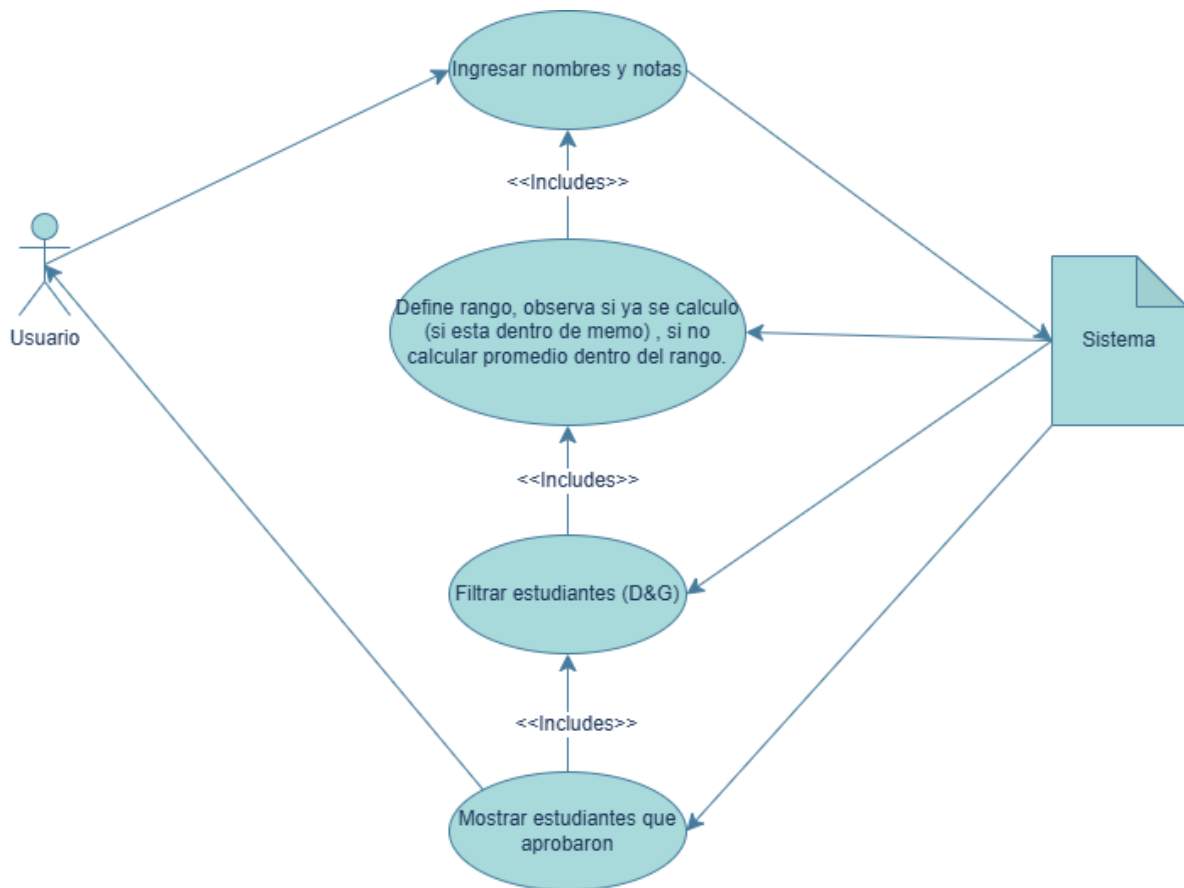 Ingresar nombres y notas
<<Includes>>
Usuario
Define rango, observa si ya se calculo
(si esta dentro de memo) , si no
calcular promedio dentro del rango.
Sistema
<<Includes>>
Filtrar estudiantes (D&G)
<<Includes>>
Mostrar estudiantes que
aprobaron